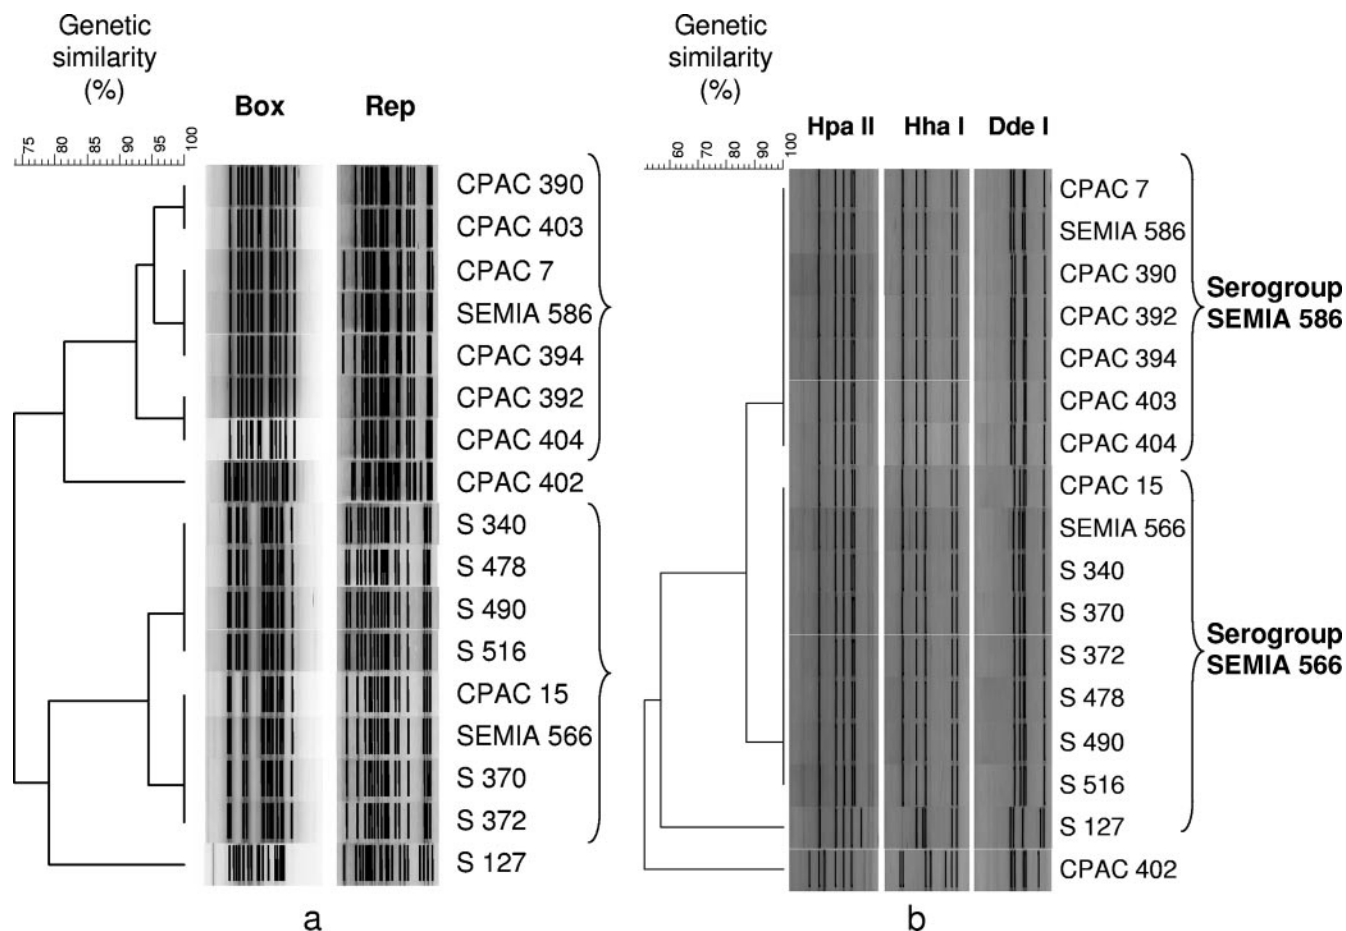 Genetic
similarity
(%)
Box
Rep
75 80 85 90 95 100
CPAC 390
CPAC 403
CPAC 7
SEMIA 586
CPAC 394
CPAC 392
CPAC 404
CPAC 402
S 340
S 478
S 490
S 516
CPAC 15
SEMIA 566
S 370
S 372
S 127
a
Genetic
similarity
(%)
Hpa II
Hha I
Dde I
60 70 80 90 100
CPAC 7
SEMIA 586
CPAC 390
CPAC 392
CPAC 394
CPAC 403
CPAC 404
CPAC 15
SEMIA 566
S 340
S 370
S 372
S 478
S 490
S 516
S 127
CPAC 402
Serogroup
SEMIA 586
Serogroup
SEMIA 566
b